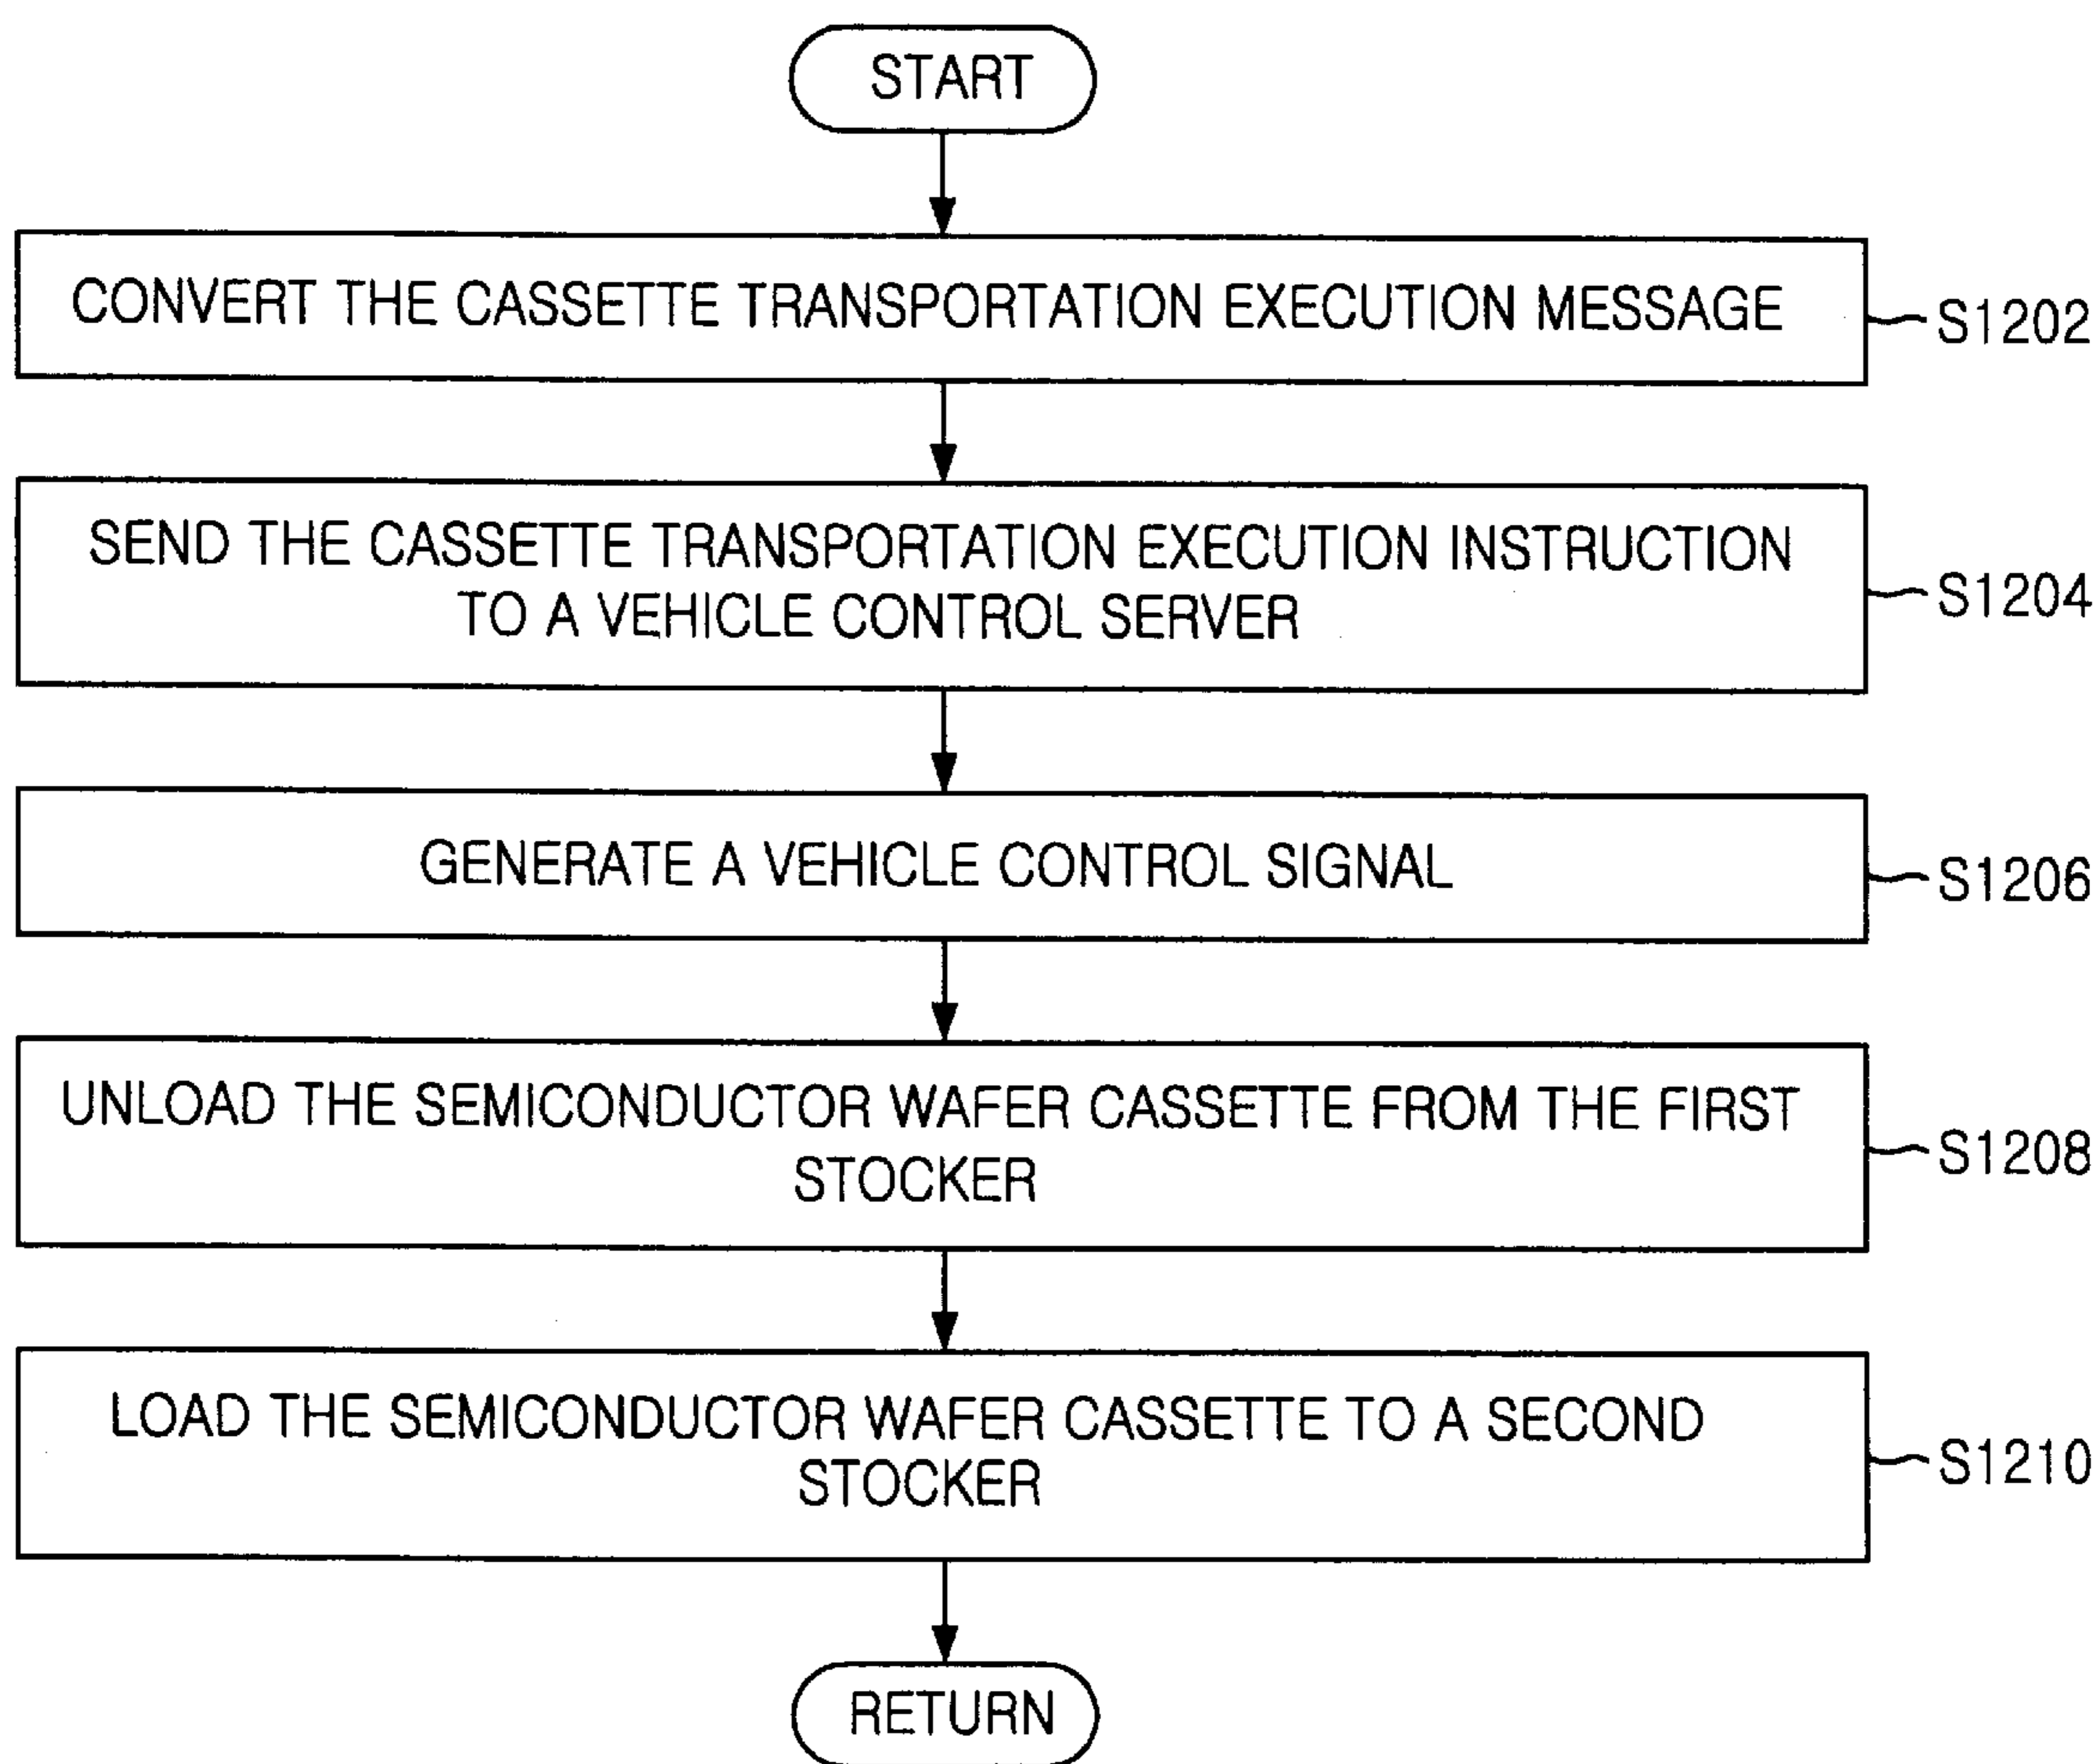 START
CONVERT THE CASSETTE TRANSPORTATION EXECUTION MESSAGE
S1202
SEND THE CASSETTE TRANSPORTATION EXECUTION INSTRUCTION
TO A VEHICLE CONTROL SERVER
S1204
GENERATE A VEHICLE CONTROL SIGNAL
S1206
UNLOAD THE SEMICONDUCTOR WAFER CASSETTE FROM THE FIRST
STOCKER
S1208
LOAD THE SEMICONDUCTOR WAFER CASSETTE TO A SECOND
STOCKER
S1210
RETURN